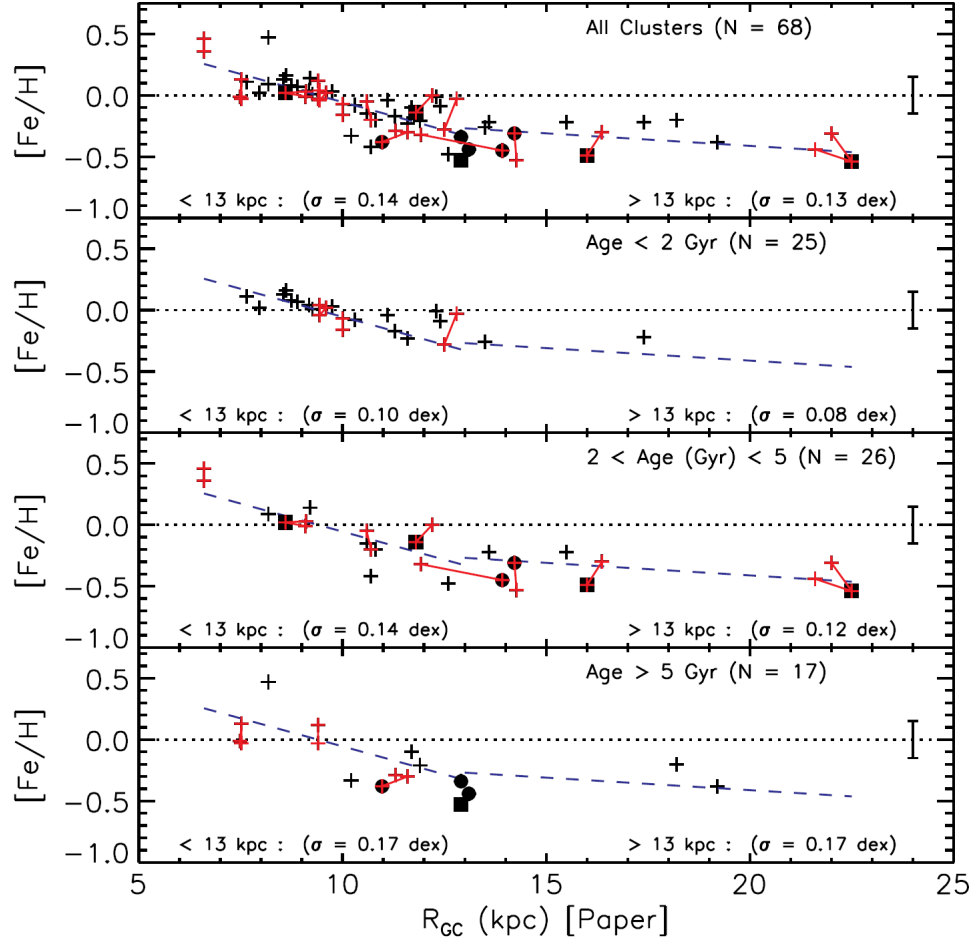 All Clusters (N = 68)
0.5
0.0
−0.5
−1.0
[Fe/H]
< 13 kpc : (σ = 0.14 dex)
> 13 kpc : (σ = 0.13 dex)
Age < 2 Gyr (N = 25)
0.5
0.0
−0.5
−1.0
[Fe/H]
< 13 kpc : (σ = 0.10 dex)
> 13 kpc : (σ = 0.08 dex)
2 < Age (Gyr) < 5 (N = 26)
0.5
0.0
−0.5
−1.0
[Fe/H]
< 13 kpc : (σ = 0.14 dex)
> 13 kpc : (σ = 0.12 dex)
Age > 5 Gyr (N = 17)
0.5
0.0
−0.5
−1.0
[Fe/H]
< 13 kpc : (σ = 0.17 dex)
> 13 kpc : (σ = 0.17 dex)
5 10 15 20 25
R_GC (kpc) [Paper]